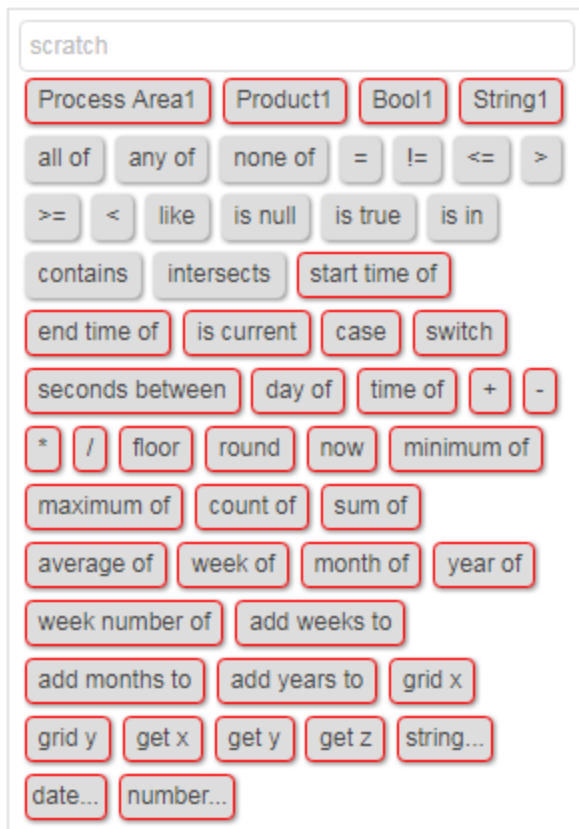 scratch
Process Area1 Product1 Bool1 String1
all of any of none of = != <= >
>= < like is null is true is in
contains intersects start time of
end time of is current case switch
seconds between day of time of + -
* / floor round now minimum of
maximum of count of sum of
average of week of month of year of
week number of add weeks to
add months to add years to grid x
grid y get x get y get z string...
date... number...